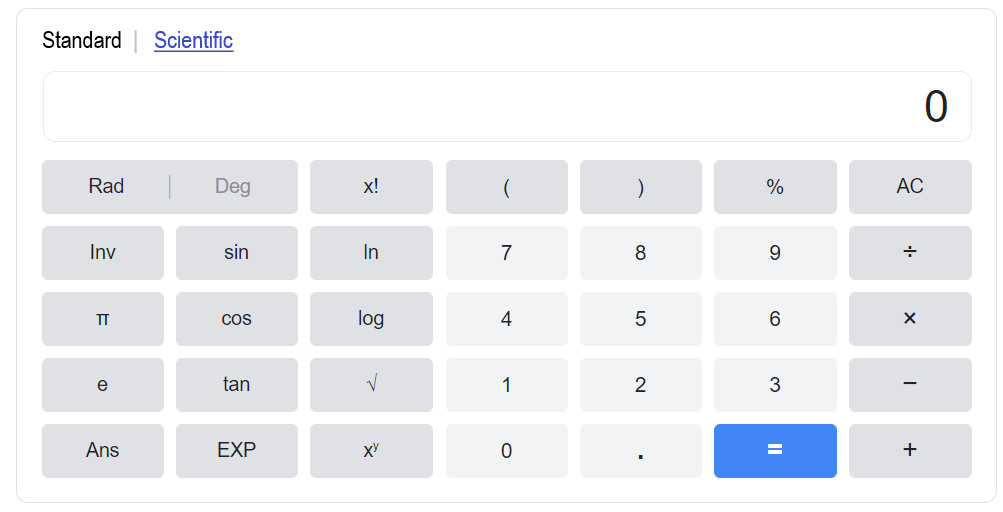 Standard | Scientific
0
Rad | Deg x! ( ) % AC
Inv sin ln 7 8 9 ÷
π cos log 4 5 6 ×
e tan √ 1 2 3 −
Ans EXP xʸ 0 . = +